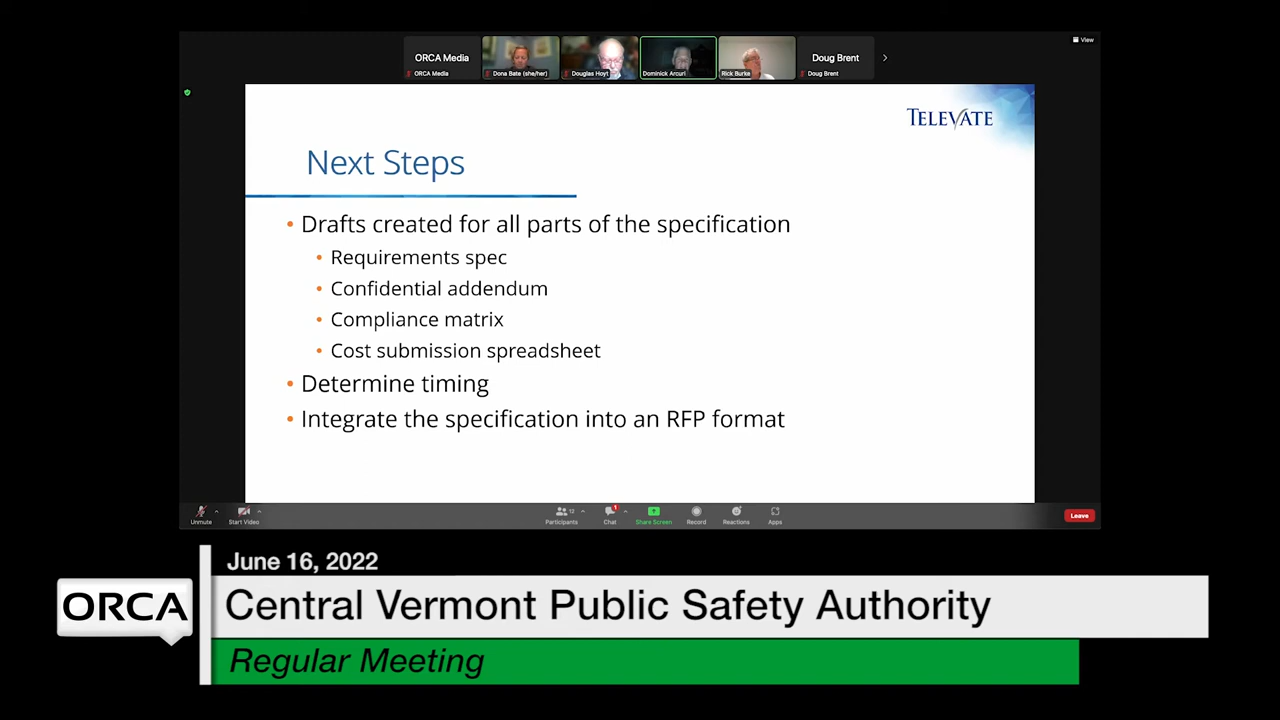 View
ORCA Media
ORCA Media
Dona Bate (she/her)
Douglas Hoyt
Dominick Arcuri
Rick Burke
Doug Brent
Doug Brent
TELEVATE
Next Steps
• Drafts created for all parts of the specification
• Requirements spec
• Confidential addendum
• Compliance matrix
• Cost submission spreadsheet
• Determine timing
• Integrate the specification into an RFP format
Unmute
Start Video
Participants
12
Chat
1
Share Screen
Record
Reactions
Apps
Leave
June 16, 2022
ORCA
Central Vermont Public Safety Authority
Regular Meeting